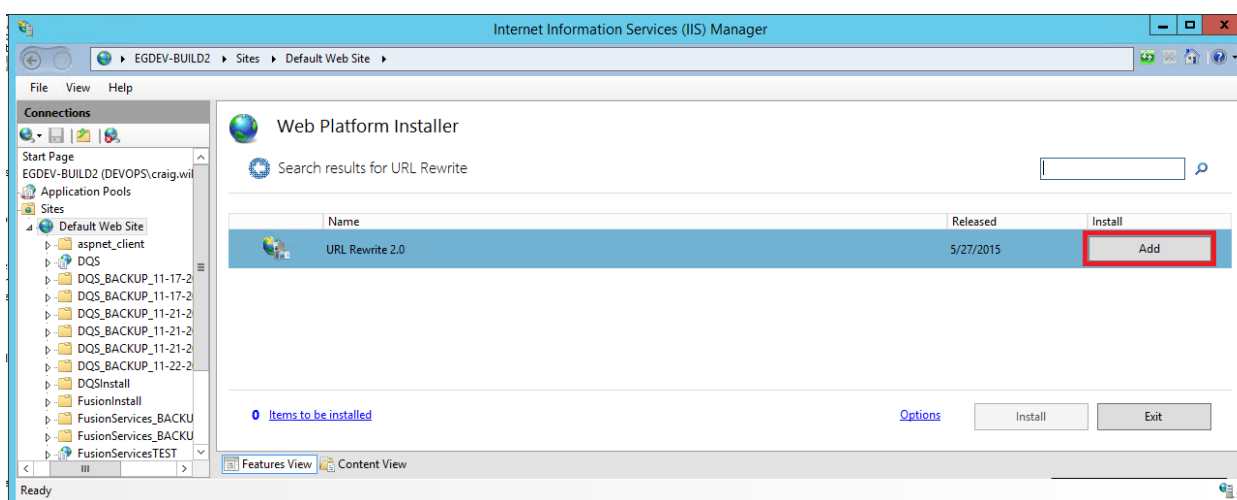 Internet Information Services (IIS) Manager
EGDEV-BUILD2 Sites Default Web Site
File View Help
Connections
Start Page
EGDEV-BUILD2 (DEVOPS\craig.wil
Application Pools
Sites
Default Web Site
aspnet_client
DQS
DQS_BACKUP_11-17-2
DQS_BACKUP_11-17-2
DQS_BACKUP_11-21-2
DQS_BACKUP_11-21-2
DQS_BACKUP_11-21-2
DQS_BACKUP_11-22-2
DQSInstall
FusionInstall
FusionServices_BACKU
FusionServices_BACKU
FusionServicesTEST
Web Platform Installer
Search results for URL Rewrite
Name Released Install
URL Rewrite 2.0 5/27/2015 Add
0 Items to be installed Options Install Exit
Features View Content View
Ready